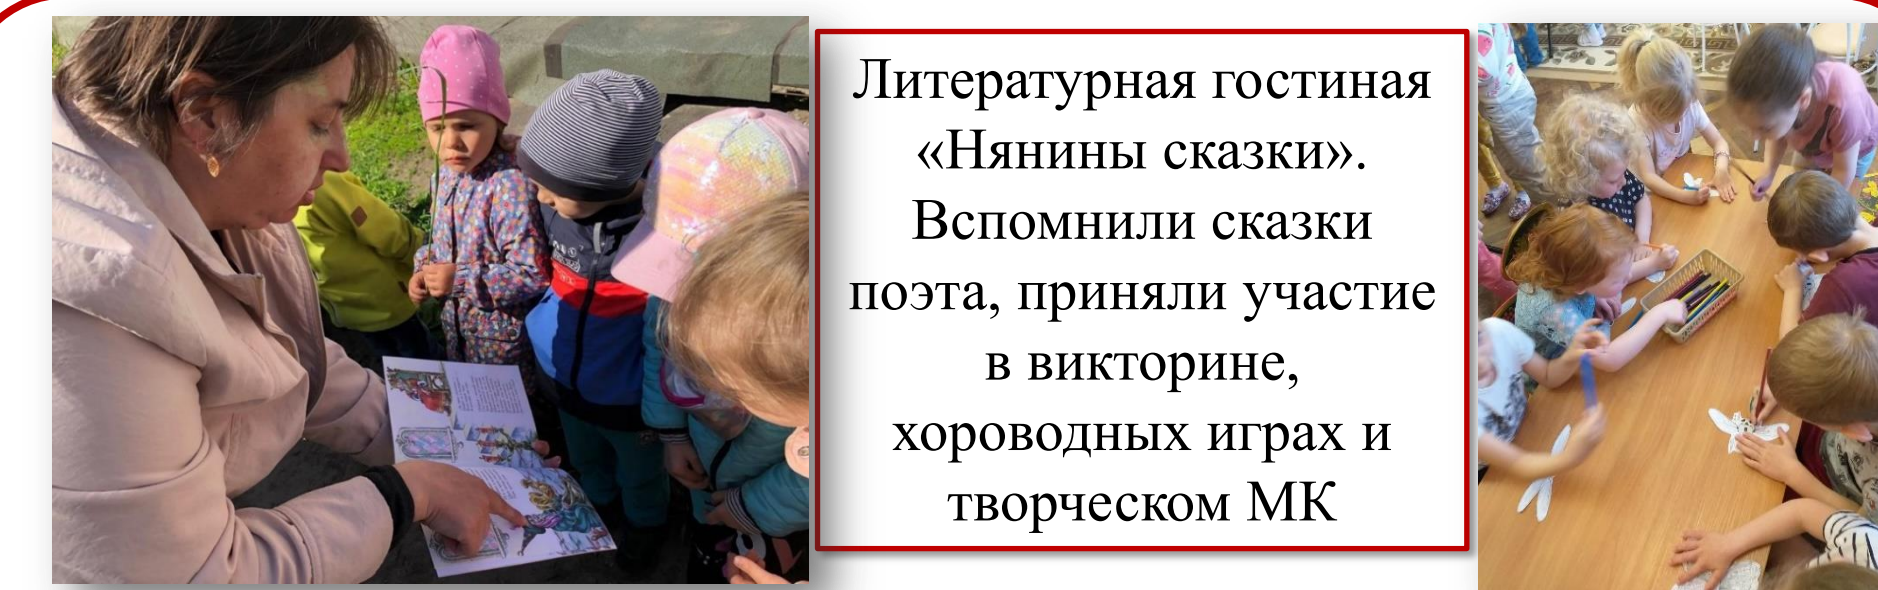 Литературная гостиная
«Нянины сказки».
Вспомнили сказки
поэта, приняли участие
в викторине,
хороводных играх и
творческом МК